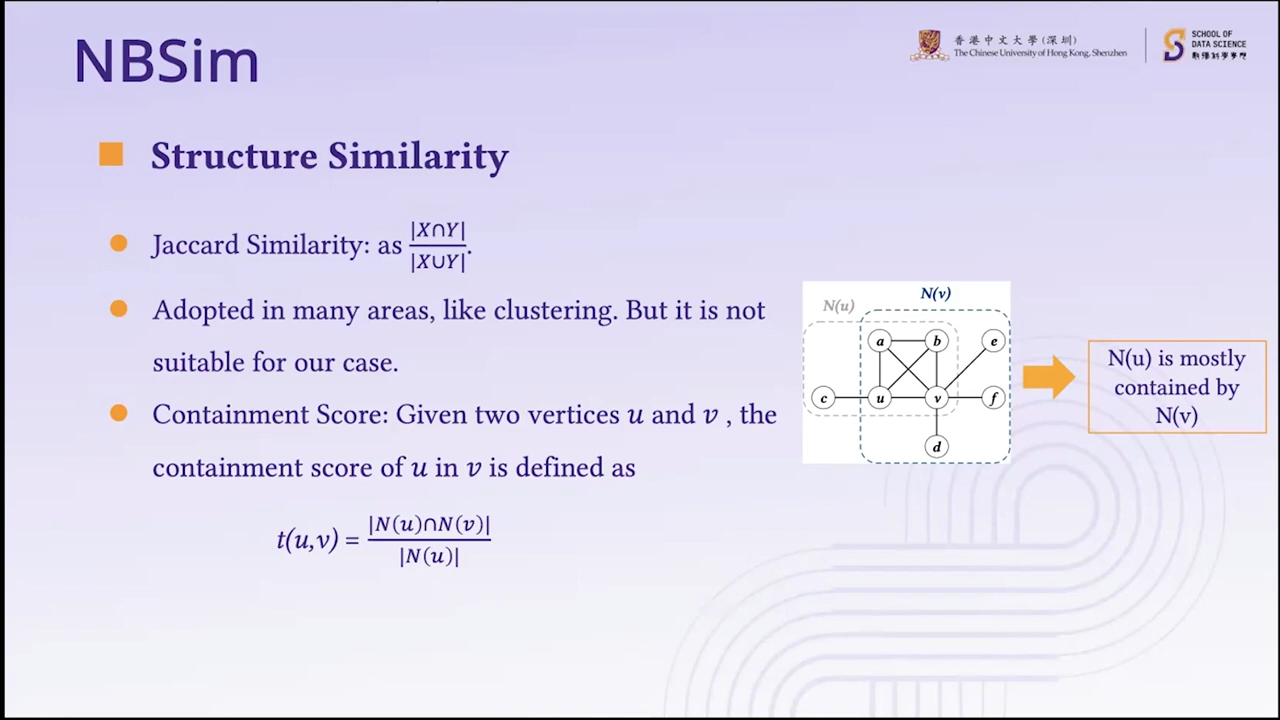 NBSim
香港中文大學(深圳)
The Chinese University of Hong Kong, Shenzhen
SCHOOL OF
DATA SCIENCE
數據科學學院
Structure Similarity
Jaccard Similarity: as |X∩Y| / |X∪Y|.
Adopted in many areas, like clustering. But it is not
suitable for our case.
Containment Score: Given two vertices u and v , the
containment score of u in v is defined as
t(u,v) = |N(u)∩N(v)| / |N(u)|
N(u)
N(v)
a b e
c u v f
d
N(u) is mostly
contained by
N(v)